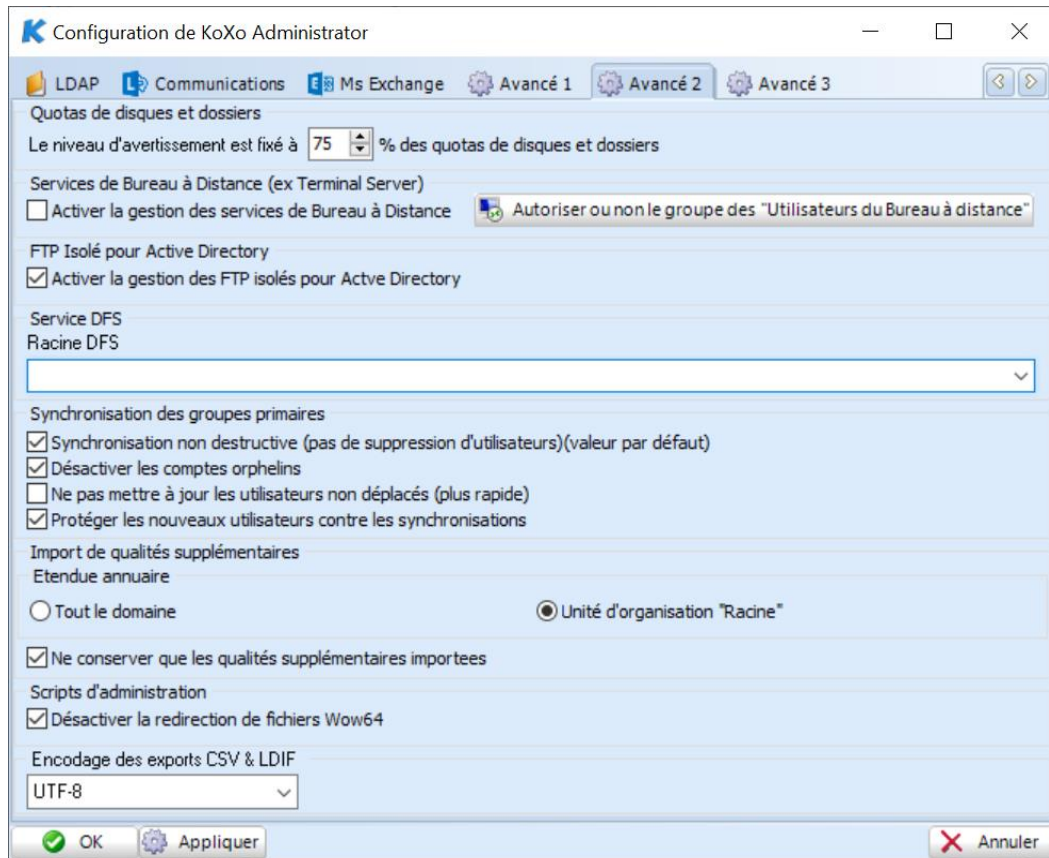 Configuration de KoXo Administrator
LDAP Communications Ms Exchange Avancé 1 Avancé 2 Avancé 3
Quotas de disques et dossiers
Le niveau d'avertissement est fixé à 75 % des quotas de disques et dossiers
Services de Bureau à Distance (ex Terminal Server)
Activer la gestion des services de Bureau à Distance Autoriser ou non le groupe des "Utilisateurs du Bureau à distance"
FTP Isolé pour Active Directory
Activer la gestion des FTP isolés pour Actve Directory
Service DFS
Racine DFS
Synchronisation des groupes primaires
Synchronisation non destructive (pas de suppression d'utilisateurs)(valeur par défaut)
Désactiver les comptes orphelins
Ne pas mettre à jour les utilisateurs non déplacés (plus rapide)
Protéger les nouveaux utilisateurs contre les synchronisations
Import de qualités supplémentaires
Etendue annuaire
Tout le domaine Unité d'organisation "Racine"
Ne conserver que les qualités supplémentaires importees
Scripts d'administration
Désactiver la redirection de fichiers Wow64
Encodage des exports CSV & LDIF
UTF-8
OK Appliquer Annuler